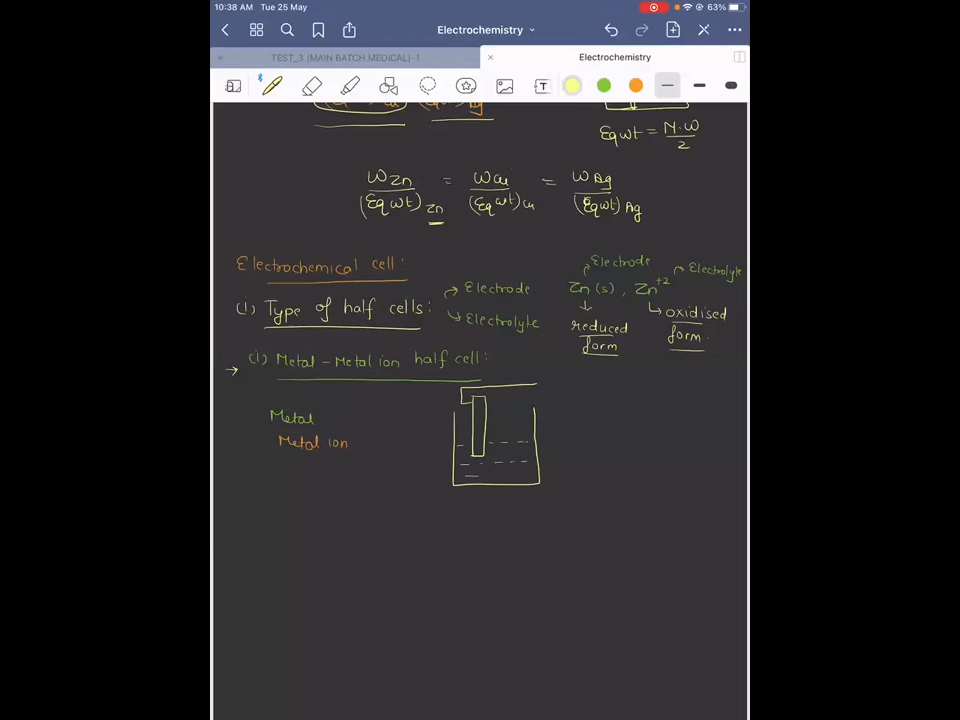 10:38 AM Tue 25 May
63%
Electrochemistry
TEST_3 (MAIN BATCH MEDICAL)-1
Electrochemistry
T
Eq wt = M.W / 2
W Zn / (Eq wt) Zn = W Cu / (Eq wt) Cu = W Ag / (Eq wt) Ag
Electrochemical cell:
(i) Type of half cells:
Electrode
Electrolyte
Electrode
Electrolyte
Zn(s), Zn+2
reduced form
oxidised form.
(i) Metal - Metal ion half cell:
Metal
Metal ion